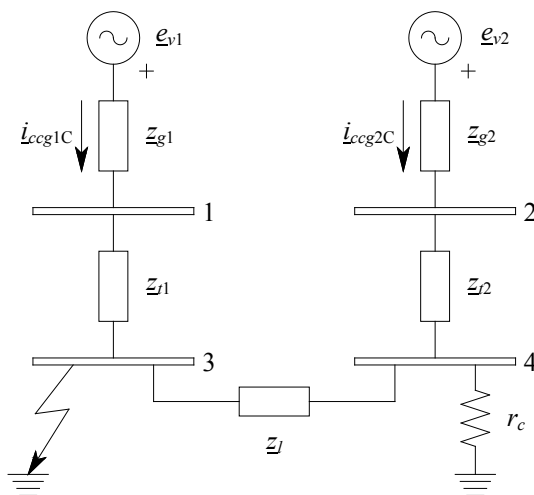 e_v1
e_v2
+
+
i_ccg1C
z_g1
i_ccg2C
z_g2
1
2
z_t1
z_t2
3
4
z_l
r_c